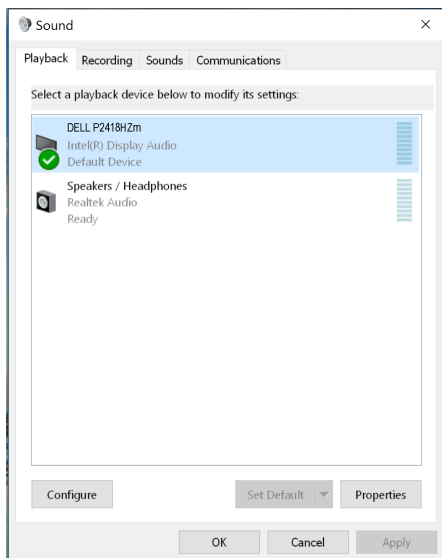 Sound
Playback Recording Sounds Communications
Select a playback device below to modify its settings:
DELL P2418HZm
Intel(R) Display Audio
Default Device
Speakers / Headphones
Realtek Audio
Ready
Configure Set Default Properties
OK Cancel Apply